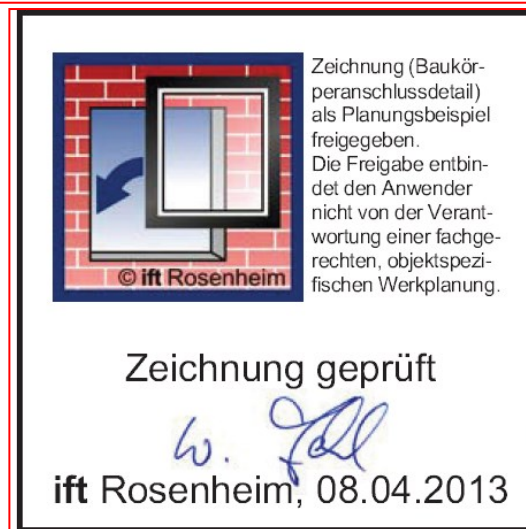 Zeichnung (Baukör-
peranschlussdetail)
als Planungsbeispiel
freigegeben.
Die Freigabe entbin-
det den Anwender
nicht von der Verant-
wortung einer fachge-
rechten, objektspezi-
fischen Werkplanung.
© ift Rosenheim
Zeichnung geprüft
ift Rosenheim, 08.04.2013